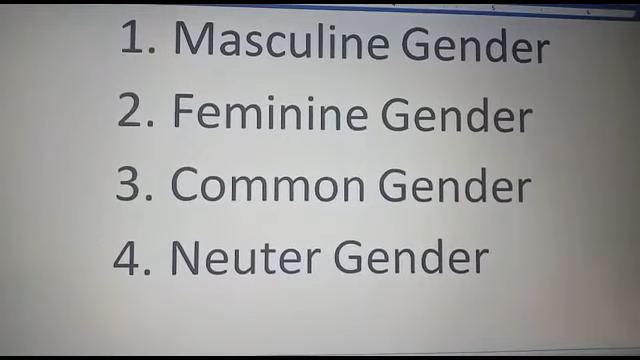 1. Masculine Gender
2. Feminine Gender
3. Common Gender
4. Neuter Gender